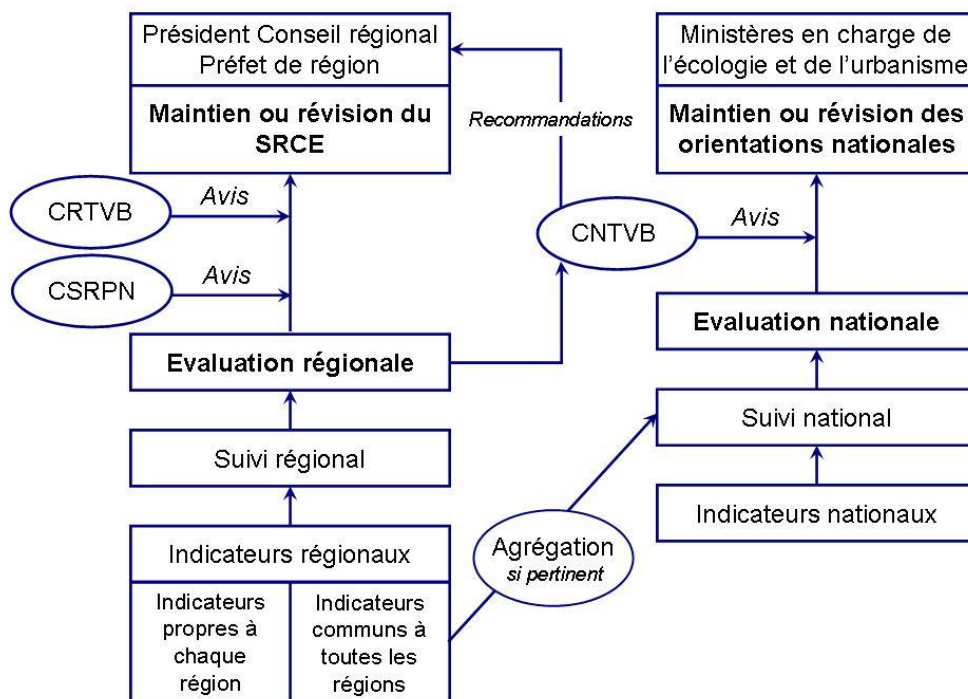 Président Conseil régional
Préfet de région
Maintien ou révision du
SRCE
Recommandations
Ministères en charge de
l'écologie et de l'urbanisme
Maintien ou révision des
orientations nationales
CRTVB
Avis
CSRPN
Avis
CNTVB
Avis
Evaluation régionale
Evaluation nationale
Suivi régional
Suivi national
Indicateurs régionaux
Indicateurs
propres à
chaque
région
Indicateurs
communs à
toutes les
régions
Agrégation
si pertinent
Indicateurs nationaux